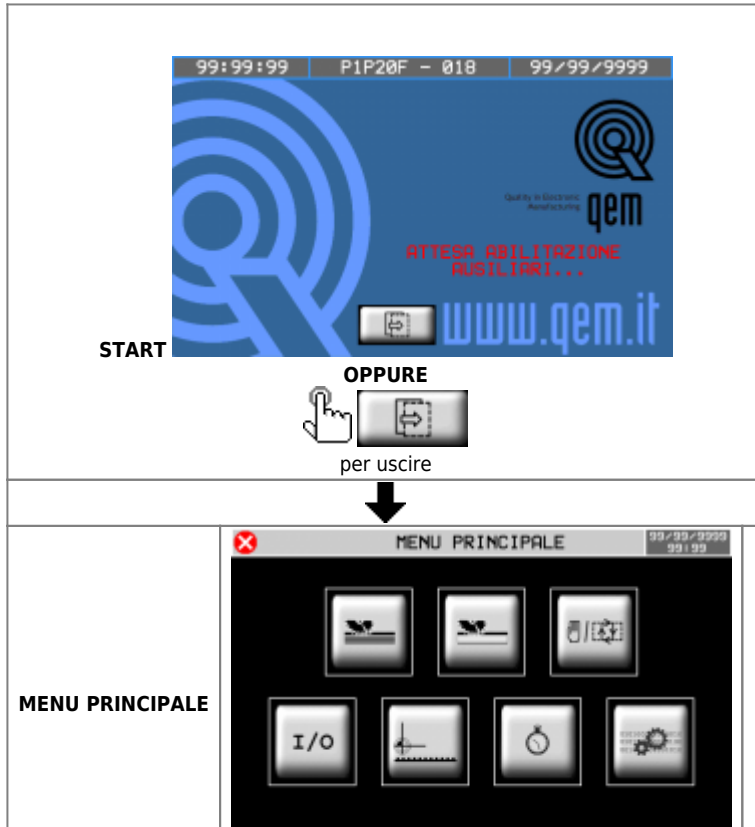 99:99:99 P1P20F - 018 99/99/9999
Quality in Electronic
Manufacturing
qem
ATTESA ABILITAZIONE
AUSILIARI...
www.qem.it
START
OPPURE
per uscire
MENU PRINCIPALE
99/99/9999
99:99
MENU PRINCIPALE
I/O